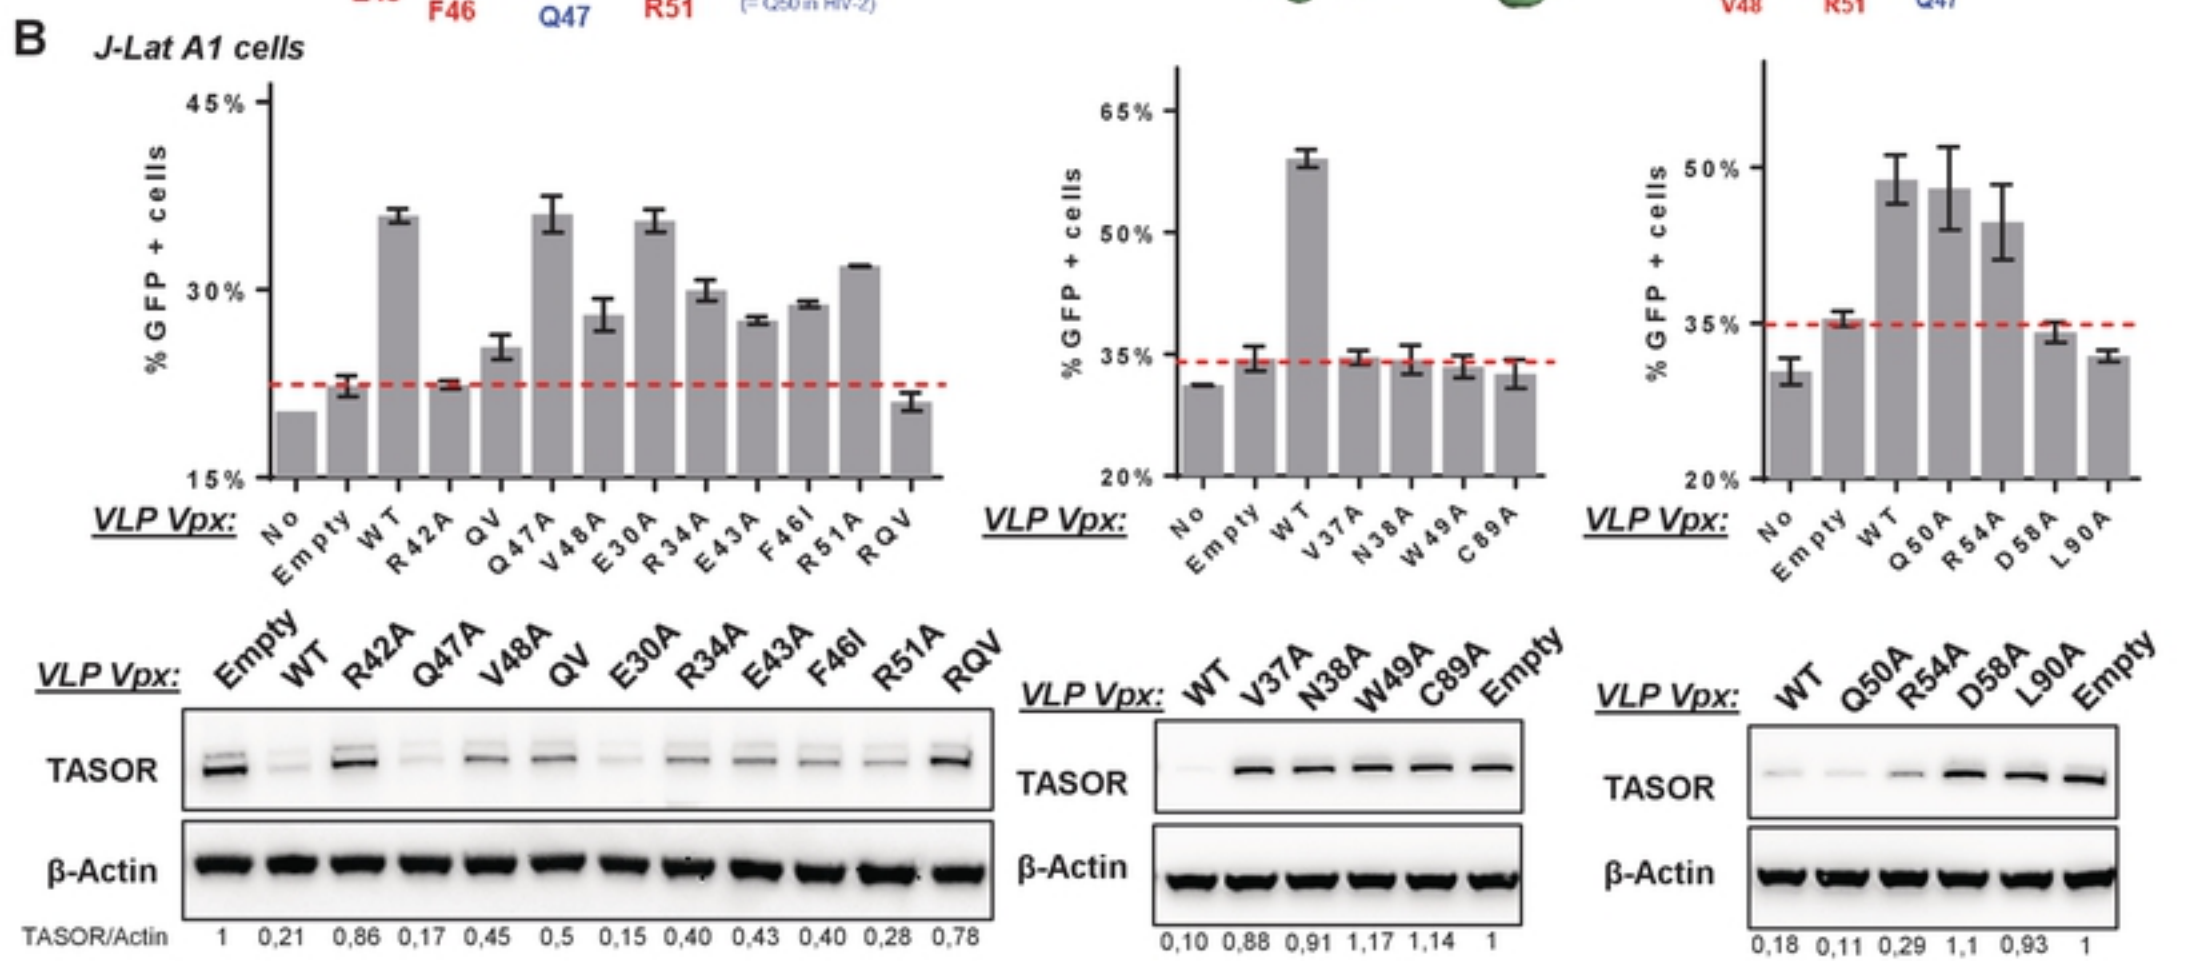 F46 Q47 R51 (= Q50 in HIV-2) V48 R51 Q47
B J-Lat A1 cells
% GFP + cells
45%
30%
15%
VLP Vpx: No Empty WT R42A QV Q47A V48A E30A R34A E43A F46I R51A RQV
% GFP + cells
65%
50%
35%
20%
VLP Vpx: No Empty WT V37A N38A W49A C89A
% GFP + cells
50%
35%
20%
VLP Vpx: No Empty WT Q50A R54A D58A L90A
VLP Vpx: Empty WT R42A Q47A V48A QV E30A R34A E43A F46I R51A RQV
TASOR
β-Actin
TASOR/Actin 1 0,21 0,86 0,17 0,45 0,5 0,15 0,40 0,43 0,40 0,28 0,78
VLP Vpx: WT V37A N38A W49A C89A Empty
TASOR
β-Actin
0,10 0,88 0,91 1,17 1,14 1
VLP Vpx: WT Q50A R54A D58A L90A Empty
TASOR
β-Actin
0,18 0,11 0,29 1,1 0,93 1